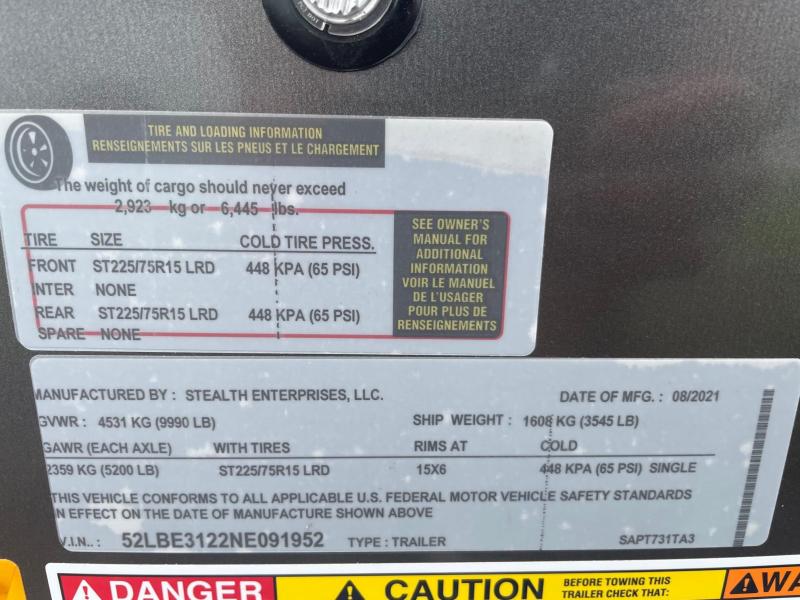 TIRE AND LOADING INFORMATION
RENSEIGNEMENTS SUR LES PNEUS ET LE CHARGEMENT
The weight of cargo should never exceed
2,923 kg or 6,445 lbs.
TIRE SIZE COLD TIRE PRESS.
FRONT ST225/75R15 LRD 448 KPA (65 PSI)
INTER NONE
REAR ST225/75R15 LRD 448 KPA (65 PSI)
SPARE NONE
SEE OWNER'S
MANUAL FOR
ADDITIONAL
INFORMATION
VOIR LE MANUEL
DE L'USAGER
POUR PLUS DE
RENSEIGNEMENTS
MANUFACTURED BY : STEALTH ENTERPRISES, LLC. DATE OF MFG. : 08/2021
GVWR : 4531 KG (9990 LB) SHIP WEIGHT : 1608 KG (3545 LB)
GAWR (EACH AXLE) WITH TIRES RIMS AT COLD
2359 KG (5200 LB) ST225/75R15 LRD 15X6 448 KPA (65 PSI) SINGLE
THIS VEHICLE CONFORMS TO ALL APPLICABLE U.S. FEDERAL MOTOR VEHICLE SAFETY STANDARDS
IN EFFECT ON THE DATE OF MANUFACTURE SHOWN ABOVE
V.I.N.. : 52LBE3122NE091952 TYPE : TRAILER SAPT731TA3
DANGER CAUTION BEFORE TOWING THIS
TRAILER CHECK THAT:
WA